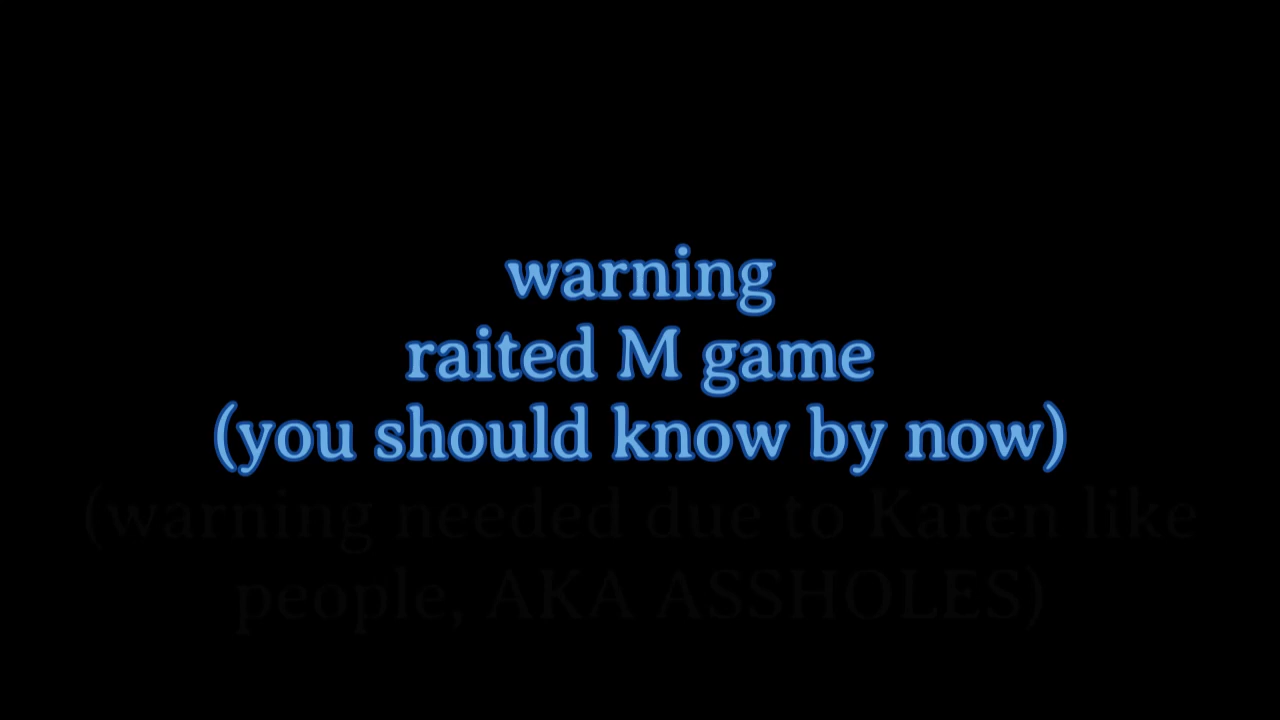 warning
raited M game
(you should know by now)
(warning needed due to Karen like
people, AKA ASSHOLES)